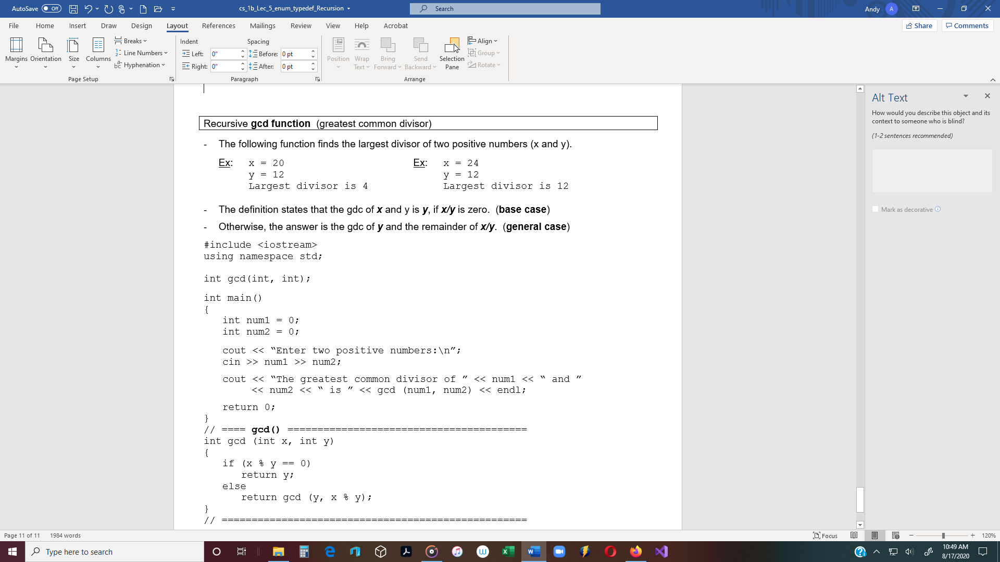 AutoSave Off cs_1b_Lec_5_enum_typedef_Recursion Search Andy A
File Home Insert Draw Design Layout References Mailings Review View Help Acrobat Share Comments
Margins Orientation Size Columns
Breaks
Line Numbers
Hyphenation
Page Setup
Indent Spacing
Left: 0" Before: 0 pt
Right: 0" After: 0 pt
Paragraph
Position Wrap Text Bring Forward Send Backward Selection Pane
Align
Group
Rotate
Arrange
Recursive gcd function (greatest common divisor)
- The following function finds the largest divisor of two positive numbers (x and y).
Ex: x = 20 Ex: x = 24
y = 12 y = 12
Largest divisor is 4 Largest divisor is 12
- The definition states that the gdc of x and y is y, if x/y is zero. (base case)
- Otherwise, the answer is the gdc of y and the remainder of x/y. (general case)
#include <iostream>
using namespace std;
int gcd(int, int);
int main()
{
int num1 = 0;
int num2 = 0;
cout << “Enter two positive numbers:\n”;
cin >> num1 >> num2;
cout << “The greatest common divisor of ” << num1 << “ and ”
<< num2 << “ is ” << gcd (num1, num2) << endl;
return 0;
}
// ==== gcd() ========================================
int gcd (int x, int y)
{
if (x % y == 0)
return y;
else
return gcd (y, x % y);
}
// ===================================================
Alt Text
How would you describe this object and its
context to someone who is blind?
(1-2 sentences recommended)
Mark as decorative
Page 11 of 11 1984 words Focus 120%
Type here to search
10:49 AM
8/17/2020